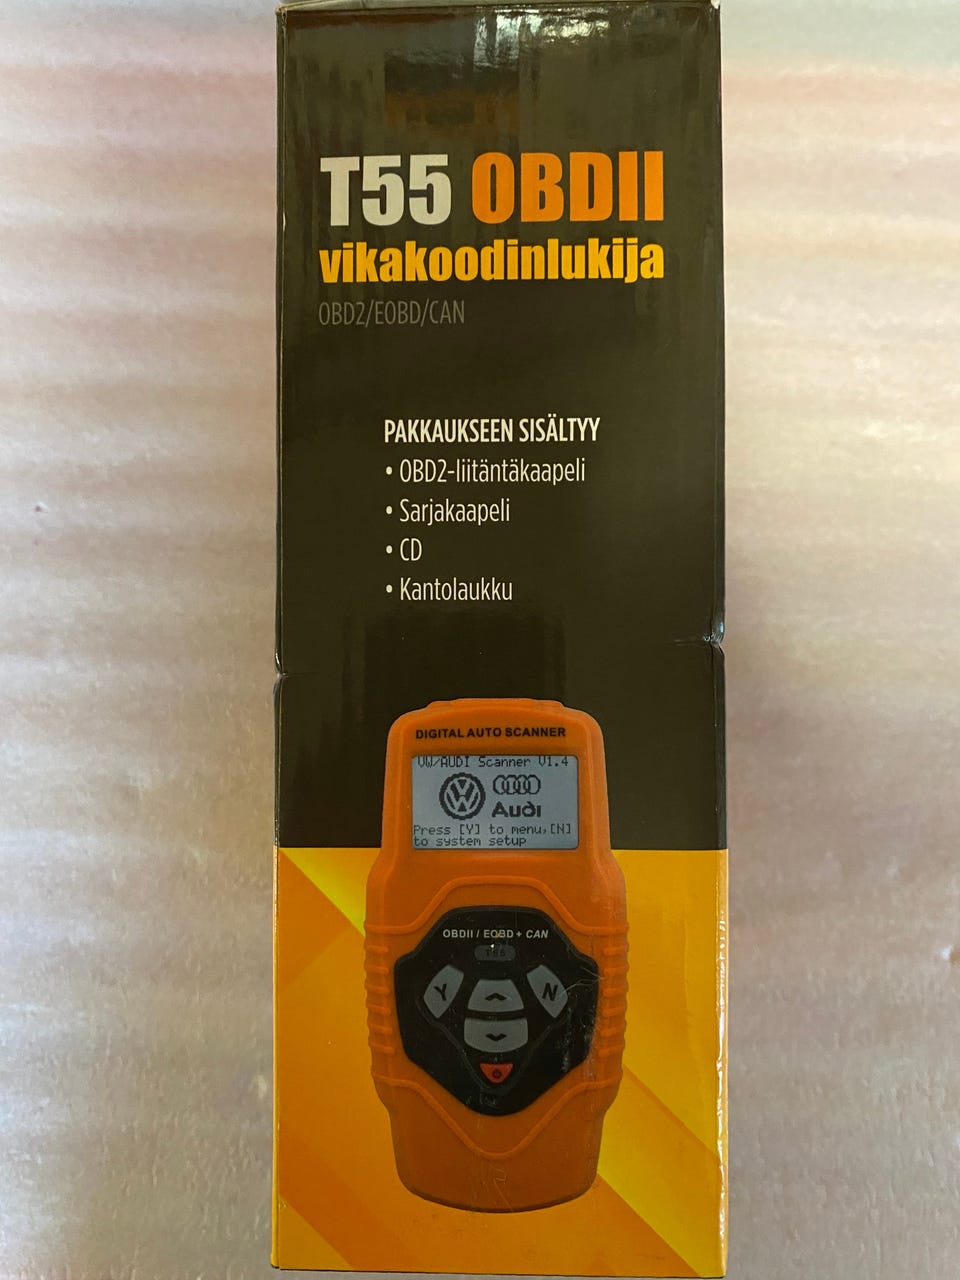 T55 OBDII
vikakoodinlukija
OBD2/EOBD/CAN
PAKKAUKSEEN SISÄLTYY
• OBD2-liitäntäkaapeli
• Sarjakaapeli
• CD
• Kantolaukku
DIGITAL AUTO SCANNER
VW/AUDI Scanner V1.4
Audi
Press [Y] to menu,[N]
to system setup
OBDII / EOBD + CAN
T55
Y
N